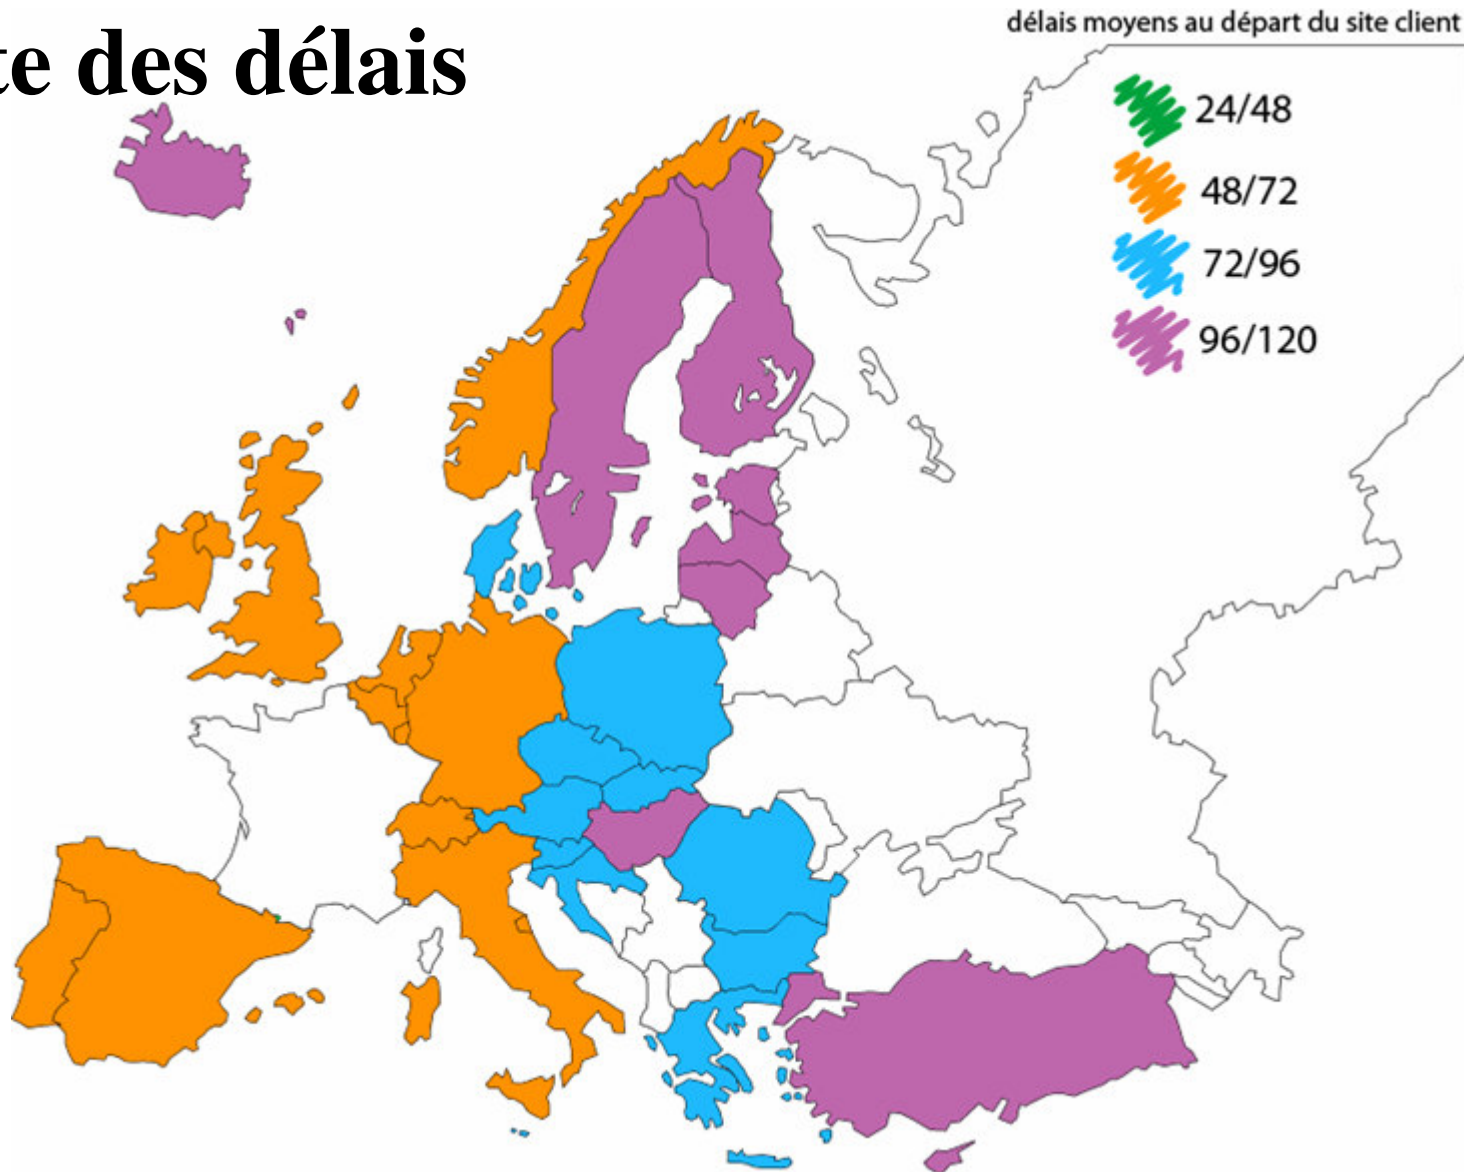 délais moyens au départ du site client
te des délais
24/48
48/72
72/96
96/120